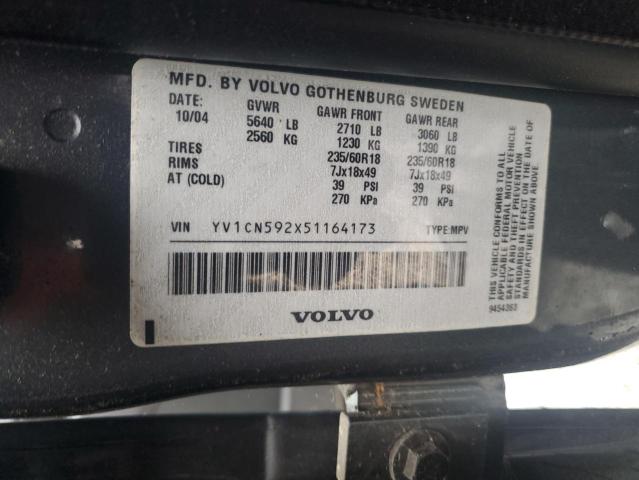 MFD. BY VOLVO GOTHENBURG SWEDEN
DATE: GVWR GAWR FRONT GAWR REAR
10/04 5640 LB 2710 LB 3060 LB
2560 KG 1230 KG 1390 KG
TIRES 235/60R18 235/60R18
RIMS 7Jx18x49 7Jx18x49
AT (COLD) 39 PSI 39 PSI
270 KPa 270 KPa
VIN YV1CN592X51164173 TYPE:MPV
VOLVO
THIS VEHICLE CONFORMS TO ALL
APPLICABLE FEDERAL MOTOR VEHICLE
SAFETY AND THEFT PREVENTION
STANDARDS IN EFFECT ON THE DATE OF
MANUFACTURE SHOWN ABOVE.
9454363